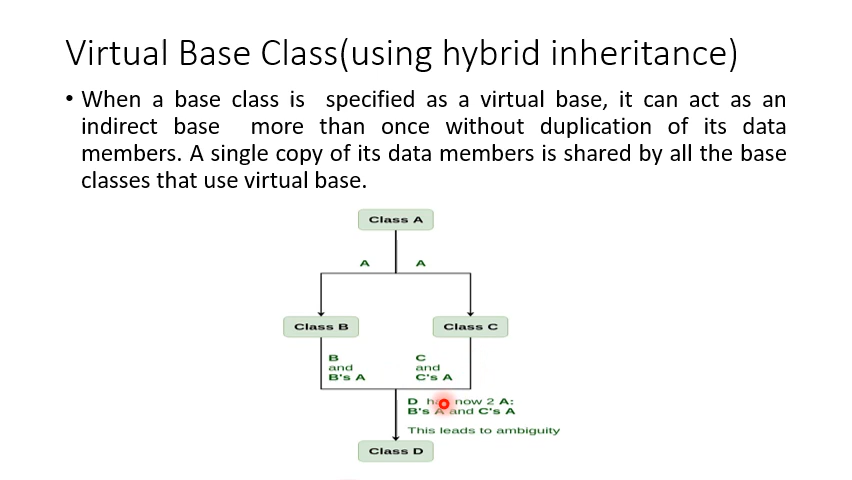 Virtual Base Class(using hybrid inheritance)
• When a base class is specified as a virtual base, it can act as an
indirect base more than once without duplication of its data
members. A single copy of its data members is shared by all the base
classes that use virtual base.
Class A
A A
Class B Class C
B C
and and
B's A C's A
D now 2 A:
B's A and C's A
This leads to ambiguity
Class D